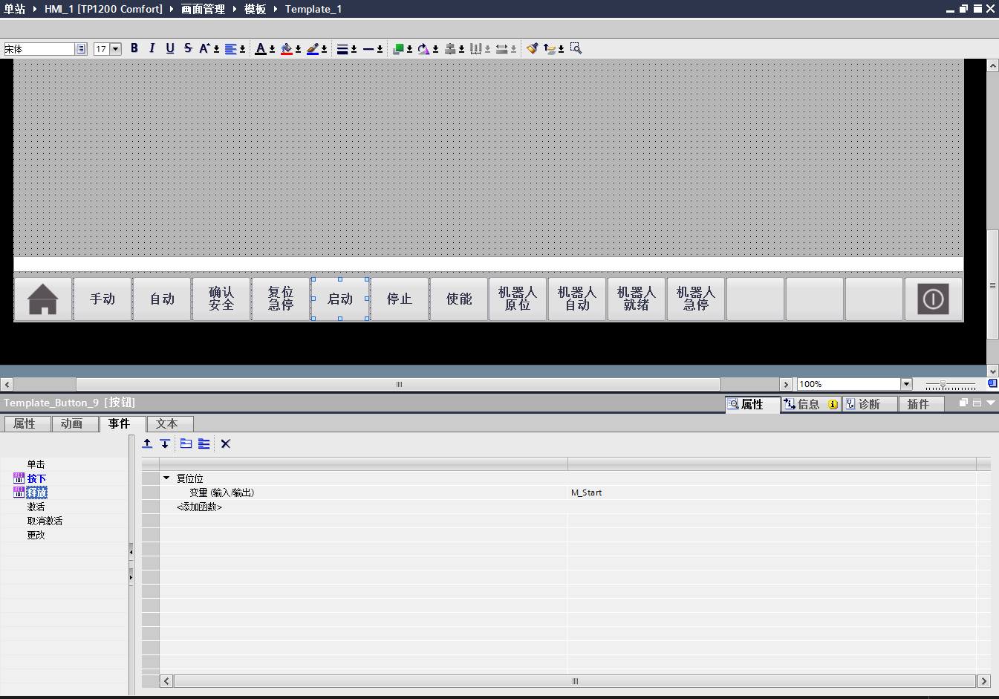 单站 HMI_1 [TP1200 Comfort] 画面管理 模板 Template_1
宋体 17 B I U S A A
手动
自动
确认
安全
复位
急停
启动
停止
使能
机器人
原位
机器人
自动
机器人
就绪
机器人
急停
100%
Template_Button_9 [按钮]
属性 信息 诊断 插件
属性 动画 事件 文本
单击
按下
释放
激活
取消激活
更改
复位位
变量 (输入/输出) M_Start
<添加函数>